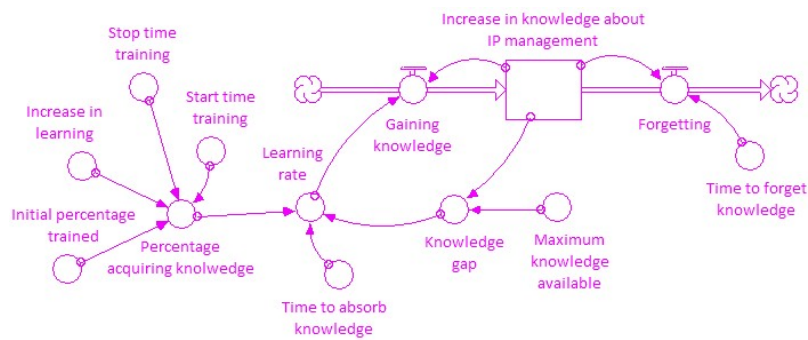 Increase in knowledge about
IP management
Stop time
training
Increase in
learning
Start time
training
Gaining
knowledge
Forgetting
Learning
rate
Time to forget
knowledge
Initial percentage
trained
Percentage
acquiring knolwedge
Knowledge
gap
Maximum
knowledge
available
Time to absorb
knowledge